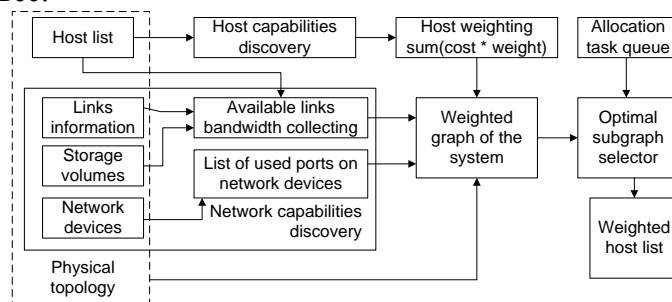 Host list
Host capabilities
discovery
Host weighting
sum(cost * weight)
Allocation
task queue
Links
information
Available links
bandwidth collecting
Weighted
graph of the
system
Optimal
subgraph
selector
Storage
volumes
List of used ports on
network devices
Network
devices
Network capabilities
discovery
Weighted
host list
Physical
topology